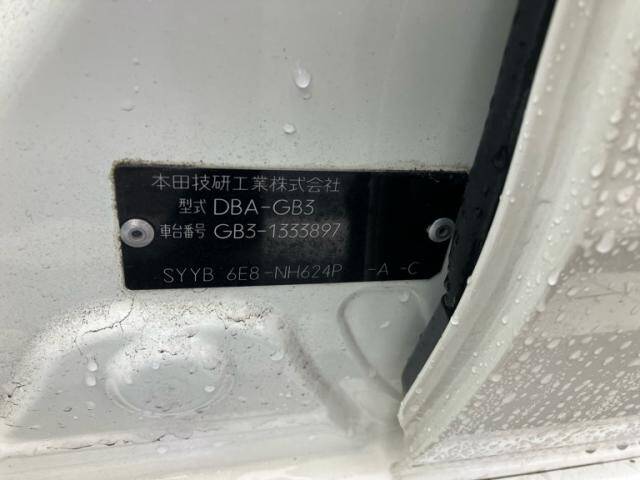 本田技研工業株式会社
型式 DBA-GB3
車台番号 GB3-1333897
SYYB 6E8-NH624P -A -C